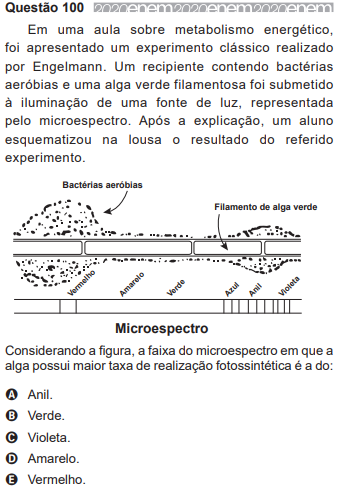 Questão 100 2020enem2020enem2020enem
Em uma aula sobre metabolismo energético,
foi apresentado um experimento clássico realizado
por Engelmann. Um recipiente contendo bactérias
aeróbias e uma alga verde filamentosa foi submetido
à iluminação de uma fonte de luz, representada
pelo microespectro. Após a explicação, um aluno
esquematizou na lousa o resultado do referido
experimento.
Bactérias aeróbias
Filamento de alga verde
Vermelho Amarelo Verde Azul Anil Violeta
Microespectro
Considerando a figura, a faixa do microespectro em que a
alga possui maior taxa de realização fotossintética é a do:
A Anil.
B Verde.
C Violeta.
D Amarelo.
E Vermelho.